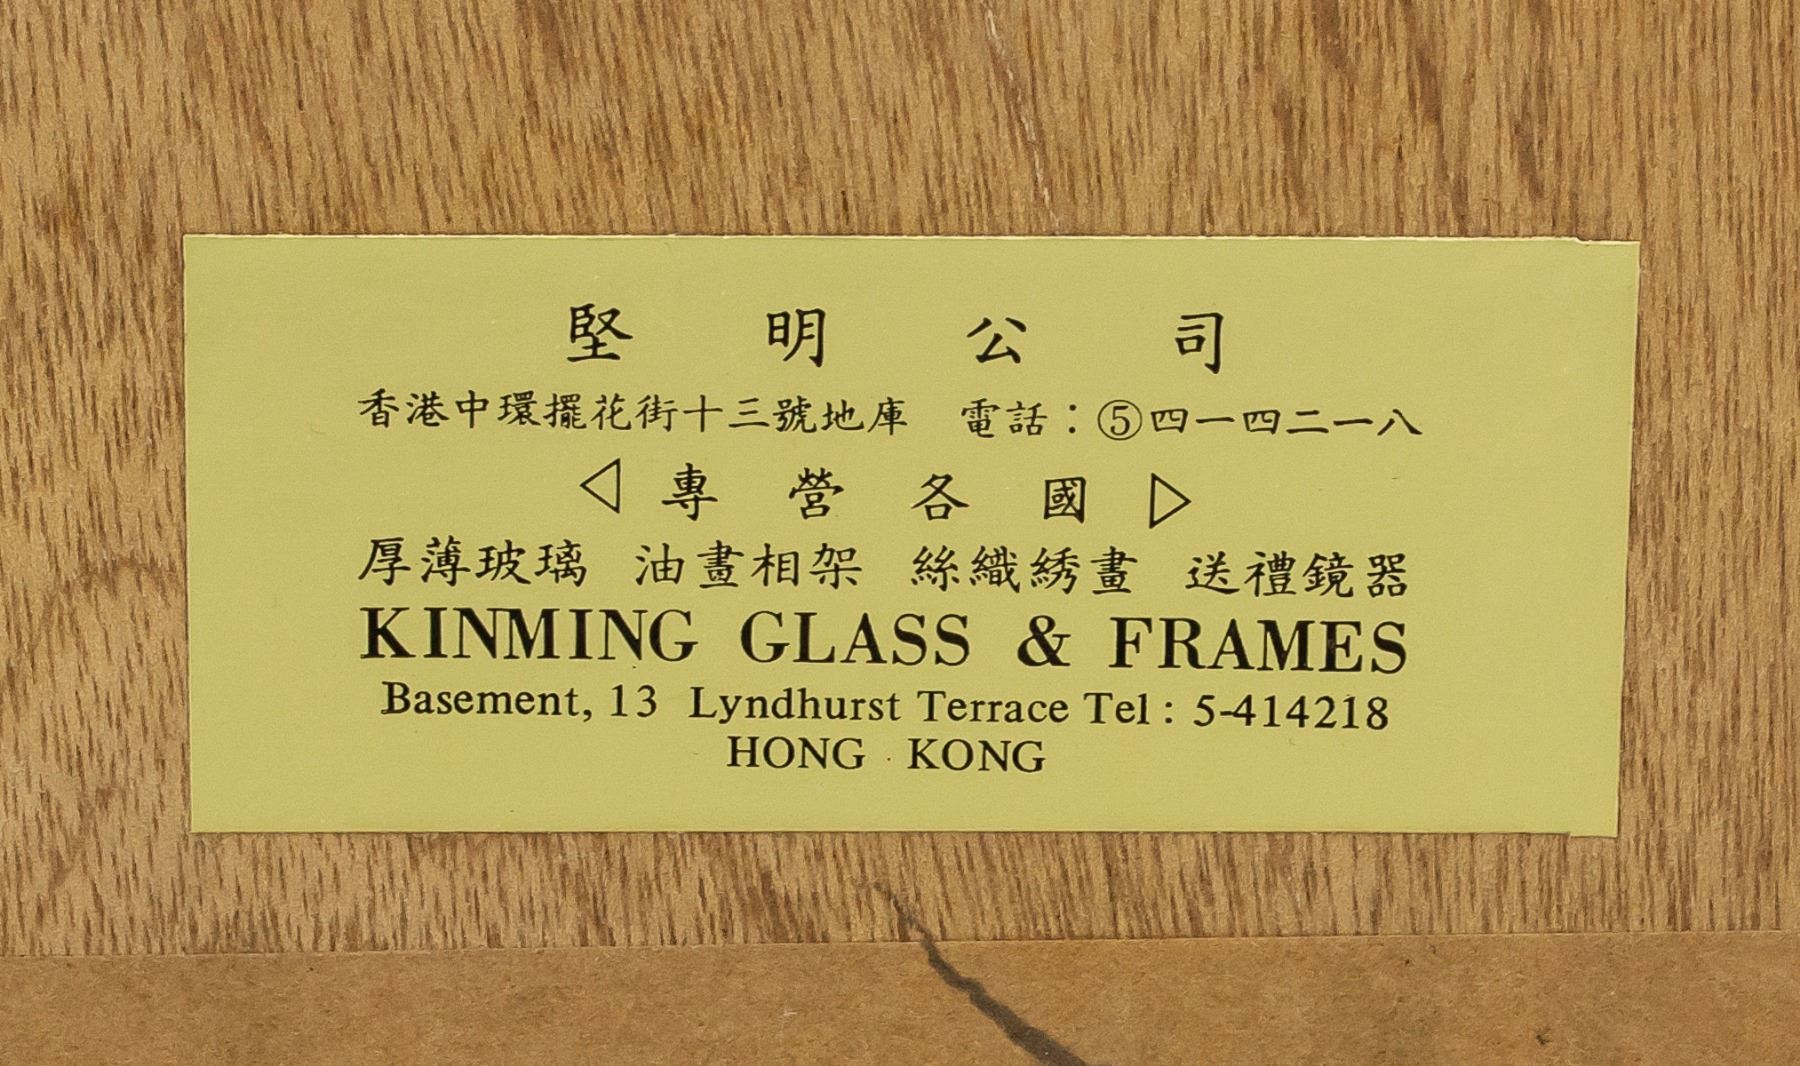 堅明公司
香港中環擺花街十三號地庫 電話：⑤四一四二一八
◁ 專營各國 ▷
厚薄玻璃 油畫相架 絲織綉畫 送禮鏡器
KINMING GLASS & FRAMES
Basement, 13 Lyndhurst Terrace Tel : 5-414218
HONG KONG